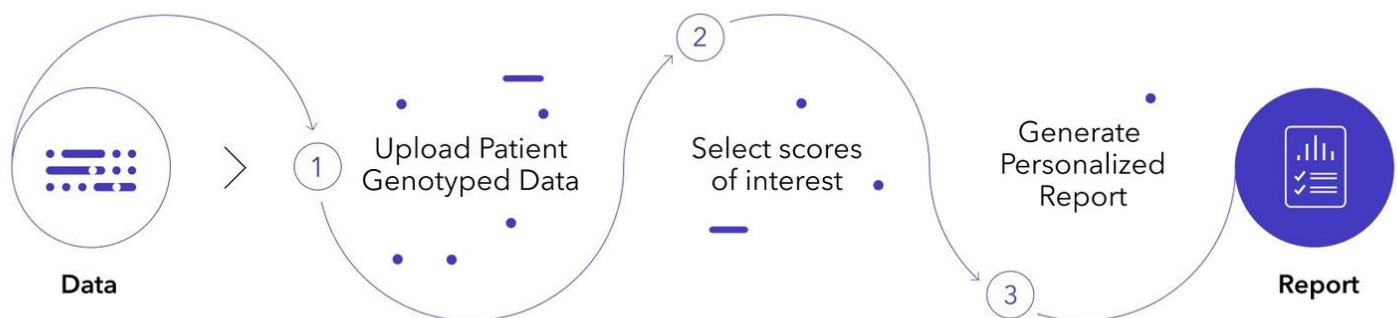 Data
1
Upload Patient
Genotyped Data
2
Select scores
of interest
3
Generate
Personalized
Report
Report